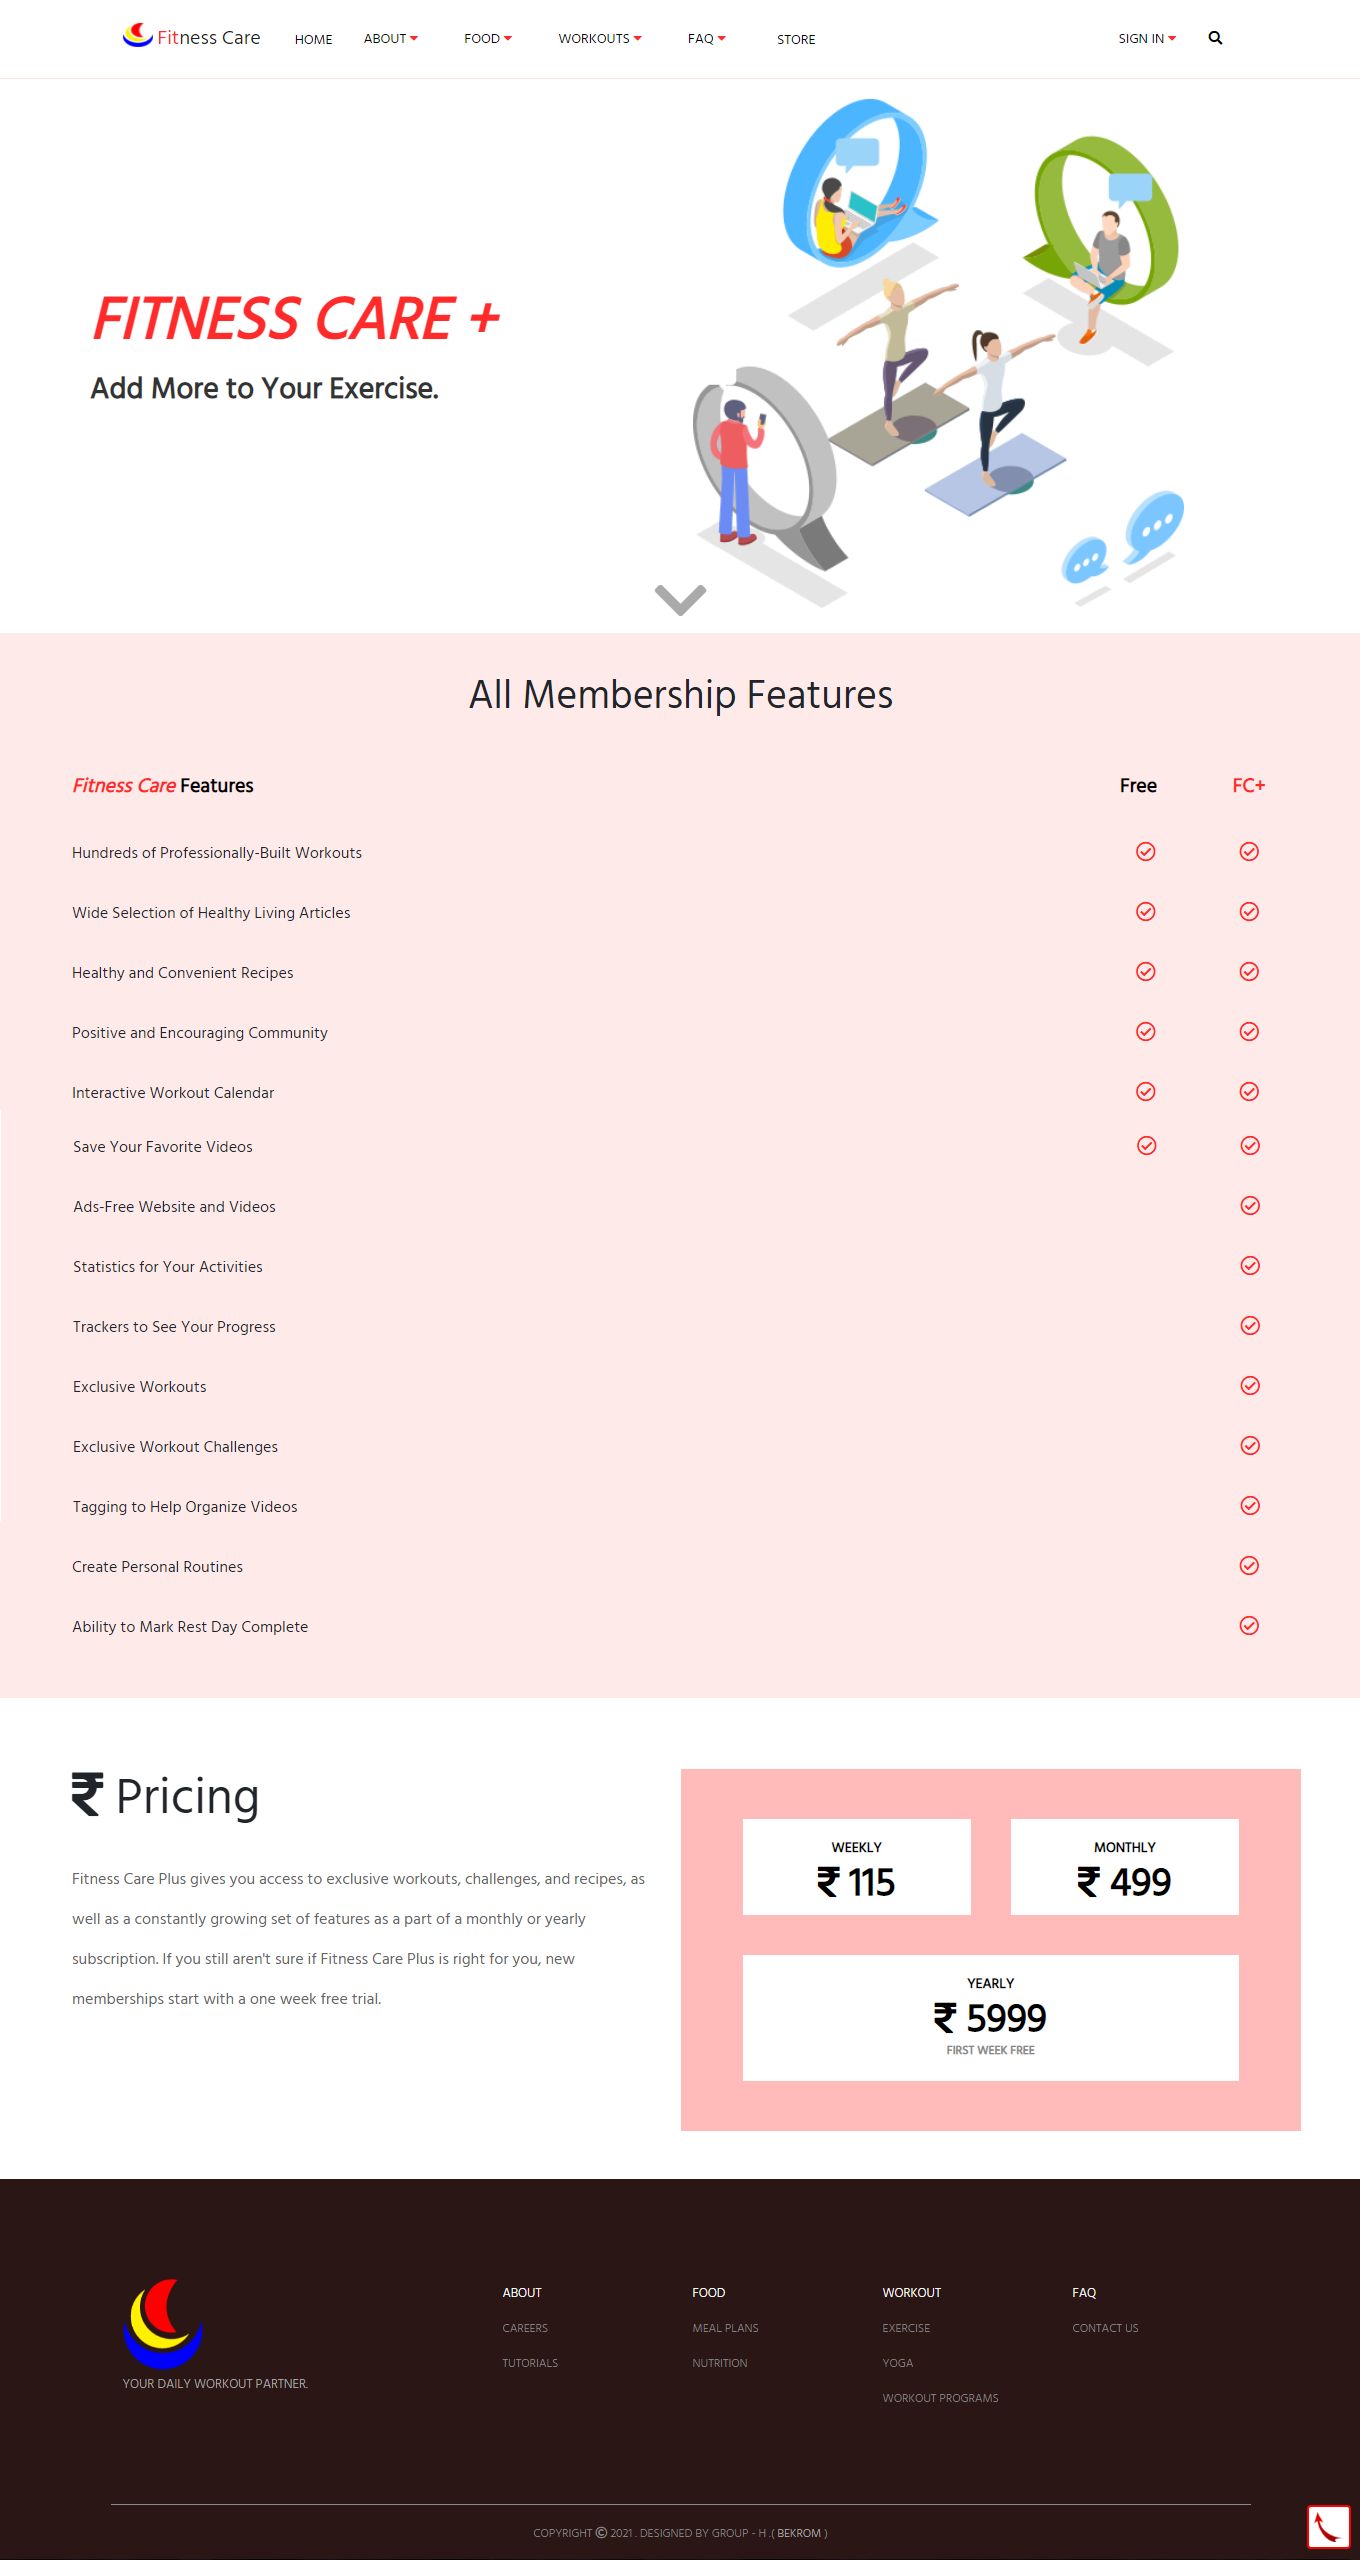 Fitness Care HOME ABOUT FOOD WORKOUTS FAQ STORE SIGN IN
FITNESS CARE +
Add More to Your Exercise.
All Membership Features
Fitness Care Features Free FC+
Hundreds of Professionally-Built Workouts
Wide Selection of Healthy Living Articles
Healthy and Convenient Recipes
Positive and Encouraging Community
Interactive Workout Calendar
Save Your Favorite Videos
Ads-Free Website and Videos
Statistics for Your Activities
Trackers to See Your Progress
Exclusive Workouts
Exclusive Workout Challenges
Tagging to Help Organize Videos
Create Personal Routines
Ability to Mark Rest Day Complete
₹ Pricing
Fitness Care Plus gives you access to exclusive workouts, challenges, and recipes, as
well as a constantly growing set of features as a part of a monthly or yearly
subscription. If you still aren't sure if Fitness Care Plus is right for you, new
memberships start with a one week free trial.
WEEKLY
₹ 115
MONTHLY
₹ 499
YEARLY
₹ 5999
FIRST WEEK FREE
YOUR DAILY WORKOUT PARTNER.
ABOUT
CAREERS
TUTORIALS
FOOD
MEAL PLANS
NUTRITION
WORKOUT
EXERCISE
YOGA
WORKOUT PROGRAMS
FAQ
CONTACT US
COPYRIGHT © 2021 . DESIGNED BY GROUP - H .( BEKROM )